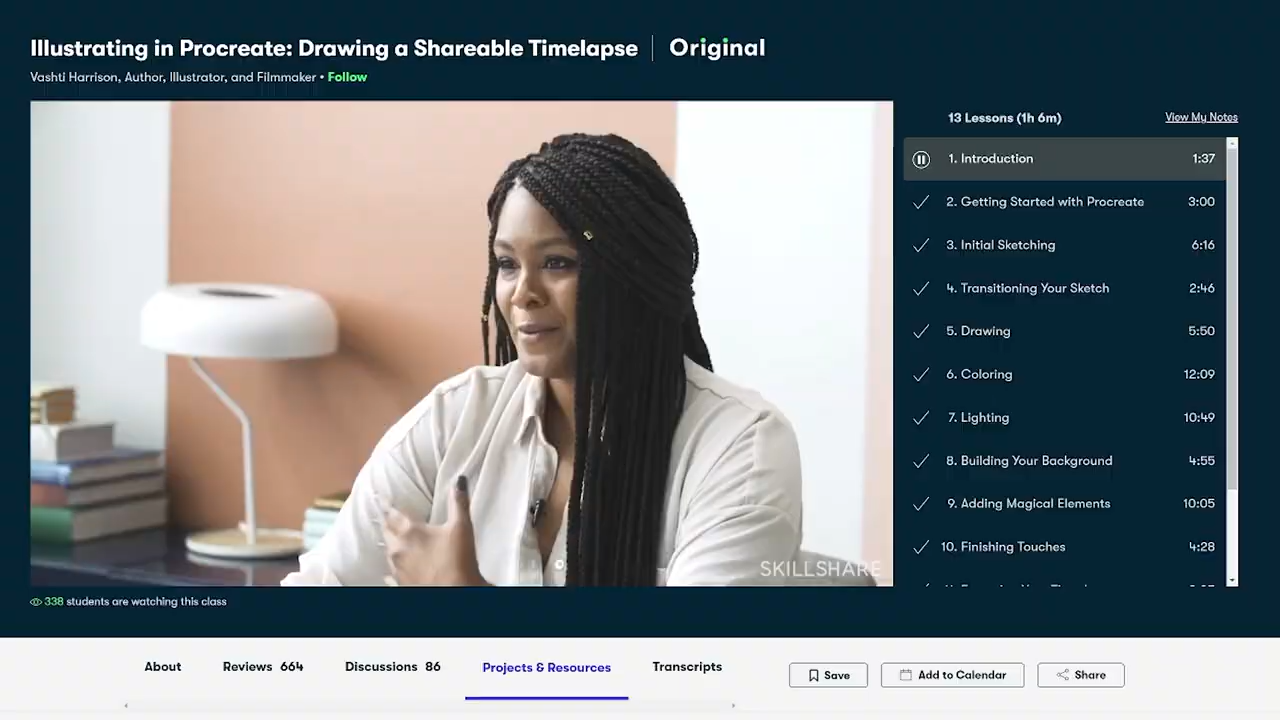 Illustrating in Procreate: Drawing a Shareable Timelapse | Original
Vashti Harrison, Author, Illustrator, and Filmmaker • Follow
13 Lessons (1h 6m) View My Notes
1. Introduction 1:37
2. Getting Started with Procreate 3:00
3. Initial Sketching 6:16
4. Transitioning Your Sketch 2:46
5. Drawing 5:50
6. Coloring 12:09
7. Lighting 10:49
8. Building Your Background 4:55
9. Adding Magical Elements 10:05
10. Finishing Touches 4:28
SKILLSHARE
338 students are watching this class
About Reviews 664 Discussions 86 Projects & Resources Transcripts Save Add to Calendar Share